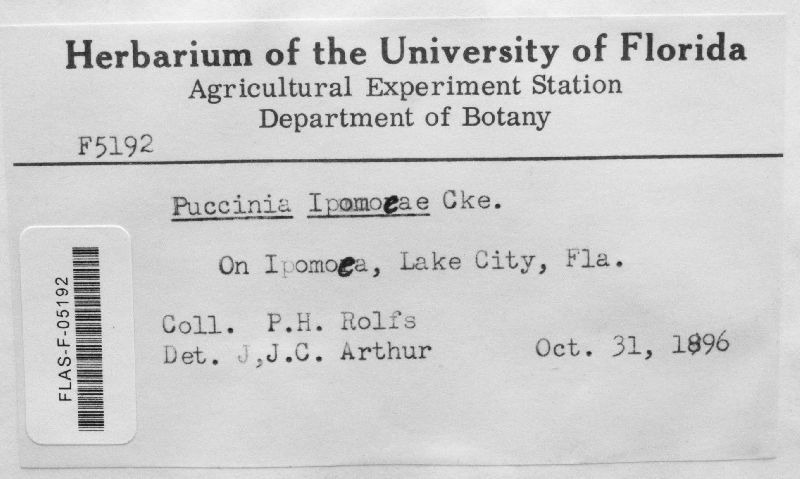 Herbarium of the University of Florida
Agricultural Experiment Station
Department of Botany
F5192
Puccinia Ipomoeae Cke.
On Ipomoea, Lake City, Fla.
Coll. P.H. Rolfs
Det. J,J.C. Arthur
Oct. 31, 1896
FLAS-F-05192